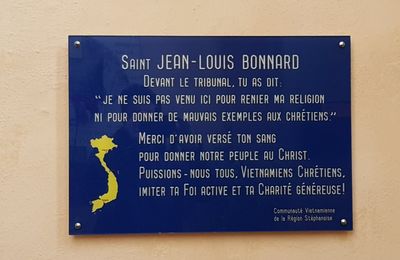 Saint JEAN-LOUIS BONNARD
Devant le tribunal, tu as dit:
“Je ne suis pas venu ici pour renier ma religion
ni pour donner de mauvais exemples aux chrétiens.”
Merci d’avoir versé ton sang
pour donner notre peuple au Christ.
Puissions-nous tous, Vietnamiens Chrétiens,
imiter ta Foi active et ta Charité généreuse!
Communauté Vietnamienne
de la Région Stéphanoise